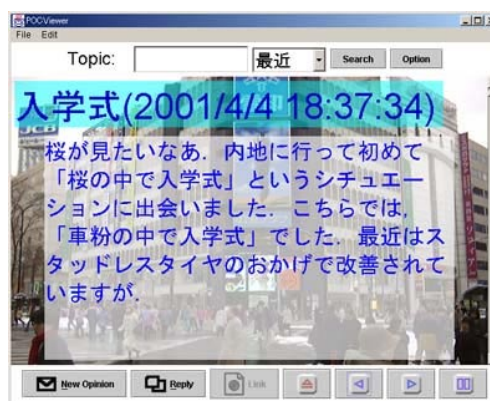 POCViewer
File Edit
Topic: 最近 Search Option
入学式(2001/4/4 18:37:34)
桜が見たいなあ．内地に行って初めて
「桜の中で入学式」というシチュエー
ションに出会いました．こちらでは，
「車粉の中で入学式」でした．最近はス
タッドレスタイヤのおかげで改善されて
いますが．
JCB
New Opinion Reply Link